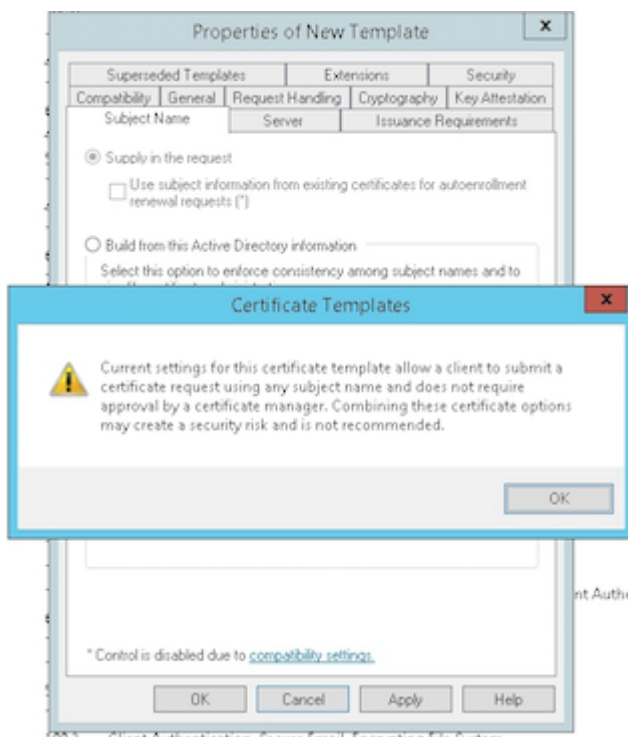 Properties of New Template
x
Superseded Templates Extensions Security
Compatibility General Request Handling Cryptography Key Attestation
Subject Name Server Issuance Requirements
Supply in the request
Use subject information from existing certificates for autoenrollment
renewal requests (*)
Build from this Active Directory information
Select this option to enforce consistency among subject names and to
Certificate Templates
x
Current settings for this certificate template allow a client to submit a
certificate request using any subject name and does not require
approval by a certificate manager. Combining these certificate options
may create a security risk and is not recommended.
OK
* Control is disabled due to compatibility settings.
OK Cancel Apply Help
Client Authentication, Secure Email, Encrypting File System